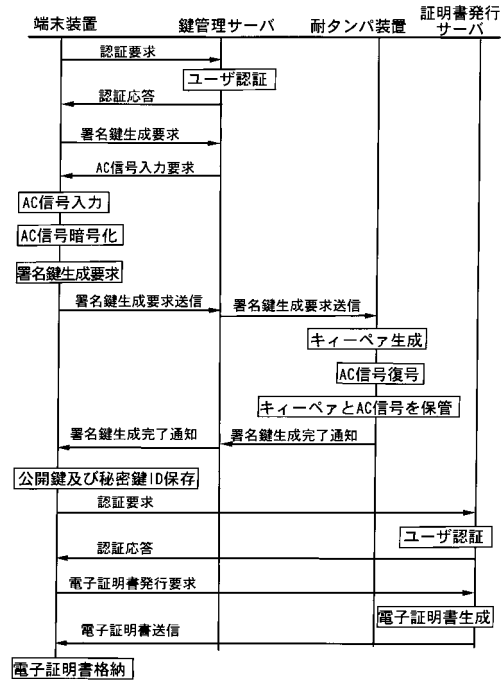 端末装置
鍵管理サーバ
耐タンパ装置
証明書発行
サーバ
認証要求
ユーザ認証
認証応答
署名鍵生成要求
AC信号入力要求
AC信号入力
AC信号暗号化
署名鍵生成要求
署名鍵生成要求送信
署名鍵生成要求送信
キィーペァ生成
AC信号復号
キィーペァとAC信号を保管
署名鍵生成完了通知
署名鍵生成完了通知
公開鍵及び秘密鍵ID保存
認証要求
ユーザ認証
認証応答
電子証明書発行要求
電子証明書生成
電子証明書送信
電子証明書格納